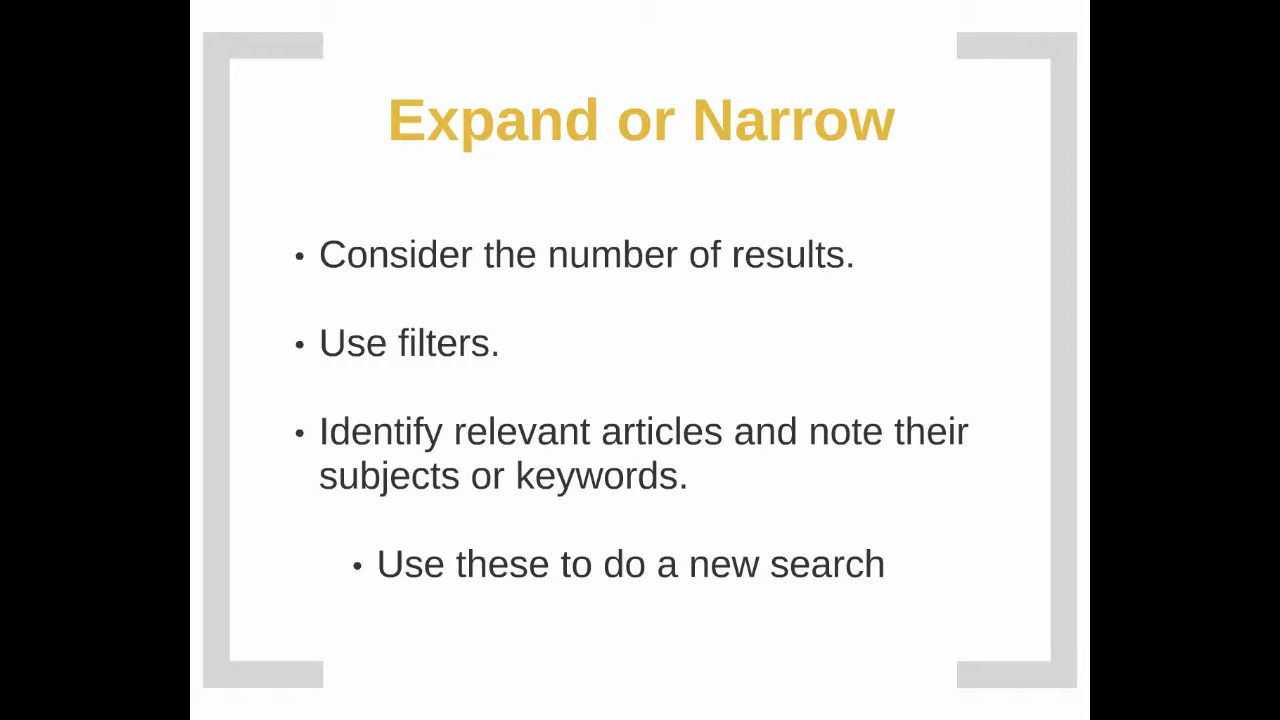 Expand or Narrow
• Consider the number of results.
• Use filters.
• Identify relevant articles and note their
subjects or keywords.
• Use these to do a new search